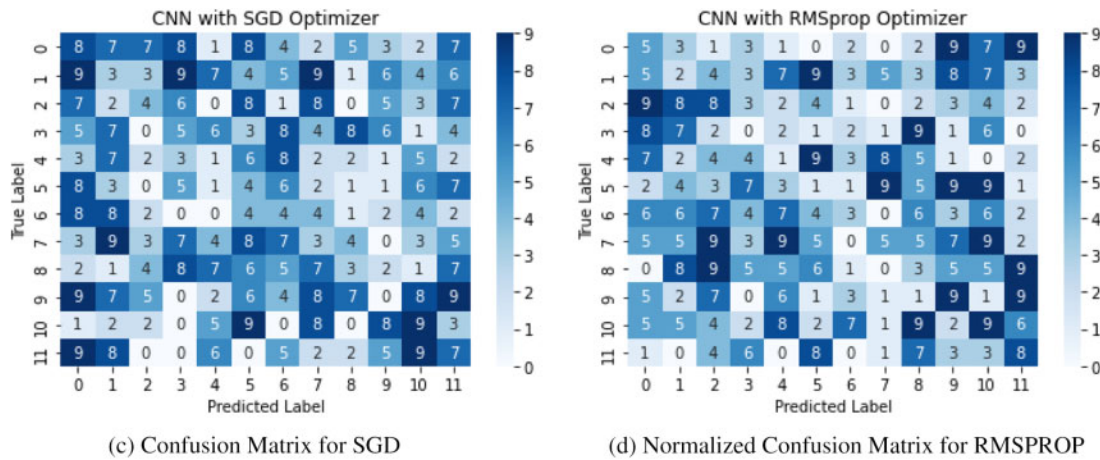 CNN with SGD Optimizer
True Label
0 8 7 7 8 1 8 4 2 5 3 2 7
1 9 3 3 9 7 4 5 9 1 6 4 6
2 7 2 4 6 0 8 1 8 0 5 3 7
3 5 7 0 5 6 3 8 4 8 6 1 4
4 3 7 2 3 1 6 8 2 2 1 5 2
5 8 3 0 5 1 4 6 2 1 1 6 7
6 8 8 2 0 0 4 4 4 1 2 4 2
7 3 9 3 7 4 8 7 3 4 0 3 5
8 2 1 4 8 7 6 5 7 3 2 1 7
9 9 7 5 0 2 6 4 8 7 0 8 9
10 1 2 2 0 5 9 0 8 0 8 9 3
11 9 8 0 0 6 0 5 2 2 5 9 7
0 1 2 3 4 5 6 7 8 9 10 11
Predicted Label
9
8
7
6
5
4
3
2
1
0
(c) Confusion Matrix for SGD
CNN with RMSprop Optimizer
True Label
0 5 3 1 3 1 0 2 0 2 9 7 9
1 5 2 4 3 7 9 3 5 3 8 7 3
2 9 8 8 3 2 4 1 0 2 3 4 2
3 8 7 2 0 2 1 2 1 9 1 6 0
4 7 2 4 4 1 9 3 8 5 1 0 2
5 2 4 3 7 3 1 1 9 5 9 9 1
6 6 6 7 4 7 4 3 0 6 3 6 2
7 5 5 9 3 9 5 0 5 5 7 9 2
8 0 8 9 5 5 6 1 0 3 5 5 9
9 5 2 7 0 6 1 3 1 1 9 1 9
10 5 5 4 2 8 2 7 1 9 2 9 6
11 1 0 4 6 0 8 0 1 7 3 3 8
0 1 2 3 4 5 6 7 8 9 10 11
Predicted Label
9
8
7
6
5
4
3
2
1
0
(d) Normalized Confusion Matrix for RMSPROP